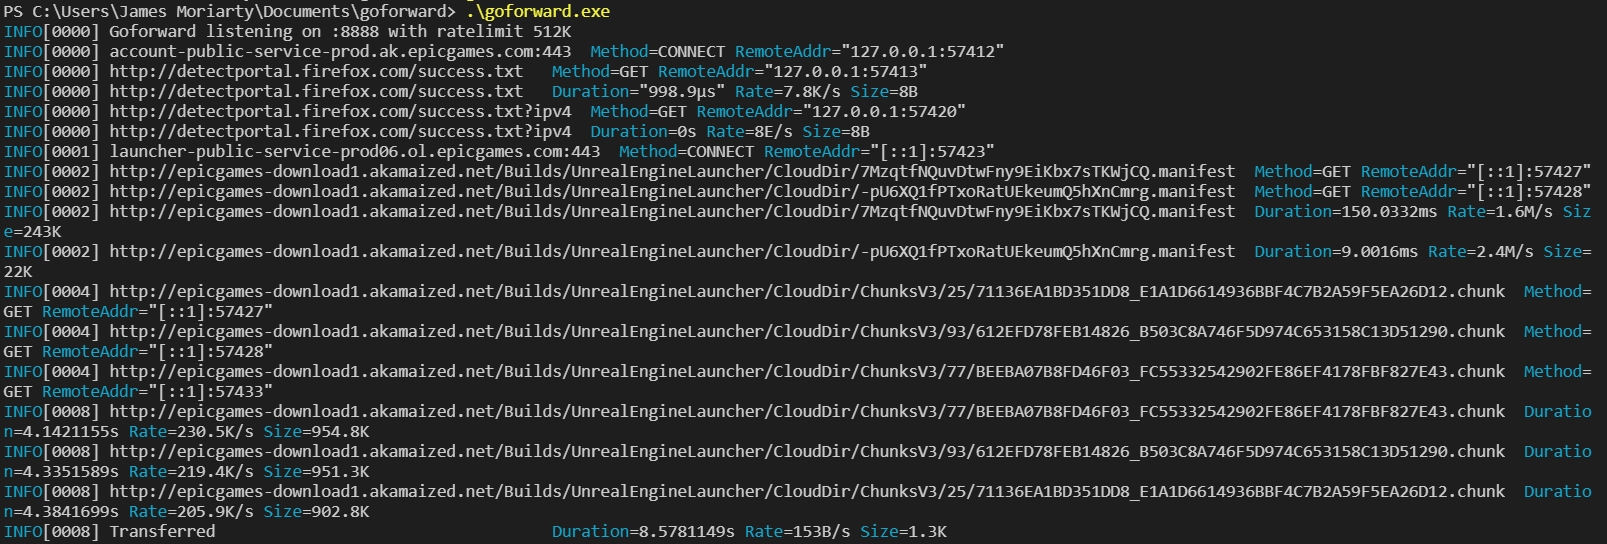 PS C:\Users\James Moriarty\Documents\goforward> .\goforward.exe
INFO[0000] Goforward listening on :8888 with ratelimit 512K
INFO[0000] account-public-service-prod.ak.epicgames.com:443  Method=CONNECT RemoteAddr="127.0.0.1:57412"
INFO[0000] http://detectportal.firefox.com/success.txt   Method=GET RemoteAddr="127.0.0.1:57413"
INFO[0000] http://detectportal.firefox.com/success.txt   Duration="998.9µs" Rate=7.8K/s Size=8B
INFO[0000] http://detectportal.firefox.com/success.txt?ipv4  Method=GET RemoteAddr="127.0.0.1:57420"
INFO[0000] http://detectportal.firefox.com/success.txt?ipv4  Duration=0s Rate=8E/s Size=8B
INFO[0001] launcher-public-service-prod06.ol.epicgames.com:443  Method=CONNECT RemoteAddr="[::1]:57423"
INFO[0002] http://epicgames-download1.akamaized.net/Builds/UnrealEngineLauncher/CloudDir/7MzqtfNQuvDtwFny9EiKbx7sTKWjCQ.manifest  Method=GET RemoteAddr="[::1]:57427"
INFO[0002] http://epicgames-download1.akamaized.net/Builds/UnrealEngineLauncher/CloudDir/-pU6XQ1fPTxoRatUEkeumQ5hXnCmrg.manifest  Method=GET RemoteAddr="[::1]:57428"
INFO[0002] http://epicgames-download1.akamaized.net/Builds/UnrealEngineLauncher/CloudDir/7MzqtfNQuvDtwFny9EiKbx7sTKWjCQ.manifest  Duration=150.0332ms Rate=1.6M/s Siz
e=243K
INFO[0002] http://epicgames-download1.akamaized.net/Builds/UnrealEngineLauncher/CloudDir/-pU6XQ1fPTxoRatUEkeumQ5hXnCmrg.manifest  Duration=9.0016ms Rate=2.4M/s Size=
22K
INFO[0004] http://epicgames-download1.akamaized.net/Builds/UnrealEngineLauncher/CloudDir/ChunksV3/25/71136EA1BD351DD8_E1A1D6614936BBF4C7B2A59F5EA26D12.chunk  Method=
GET RemoteAddr="[::1]:57427"
INFO[0004] http://epicgames-download1.akamaized.net/Builds/UnrealEngineLauncher/CloudDir/ChunksV3/93/612EFD78FEB14826_B503C8A746F5D974C653158C13D51290.chunk  Method=
GET RemoteAddr="[::1]:57428"
INFO[0004] http://epicgames-download1.akamaized.net/Builds/UnrealEngineLauncher/CloudDir/ChunksV3/77/BEEBA07B8FD46F03_FC55332542902FE86EF4178FBF827E43.chunk  Method=
GET RemoteAddr="[::1]:57433"
INFO[0008] http://epicgames-download1.akamaized.net/Builds/UnrealEngineLauncher/CloudDir/ChunksV3/77/BEEBA07B8FD46F03_FC55332542902FE86EF4178FBF827E43.chunk  Duratio
n=4.1421155s Rate=230.5K/s Size=954.8K
INFO[0008] http://epicgames-download1.akamaized.net/Builds/UnrealEngineLauncher/CloudDir/ChunksV3/93/612EFD78FEB14826_B503C8A746F5D974C653158C13D51290.chunk  Duratio
n=4.3351589s Rate=219.4K/s Size=951.3K
INFO[0008] http://epicgames-download1.akamaized.net/Builds/UnrealEngineLauncher/CloudDir/ChunksV3/25/71136EA1BD351DD8_E1A1D6614936BBF4C7B2A59F5EA26D12.chunk  Duratio
n=4.3841699s Rate=205.9K/s Size=902.8K
INFO[0008] Transferred                                   Duration=8.5781149s Rate=153B/s Size=1.3K